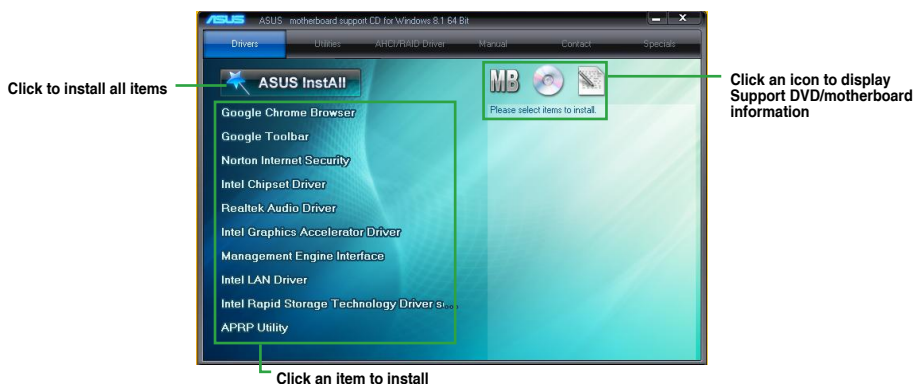 ASUS ASUS motherboard support CD for Windows 8.1 64 Bit
Drivers Utilities AHCI/RAID Driver Manual Contact Specials
Click to install all items
ASUS InstAll
MB
Click an icon to display
Support DVD/motherboard
information
Please select items to install.
Google Chrome Browser
Google Toolbar
Norton Internet Security
Intel Chipset Driver
Realtek Audio Driver
Intel Graphics Accelerator Driver
Management Engine Interface
Intel LAN Driver
Intel Rapid Storage Technology Driver s....
APRP Utility
Click an item to install